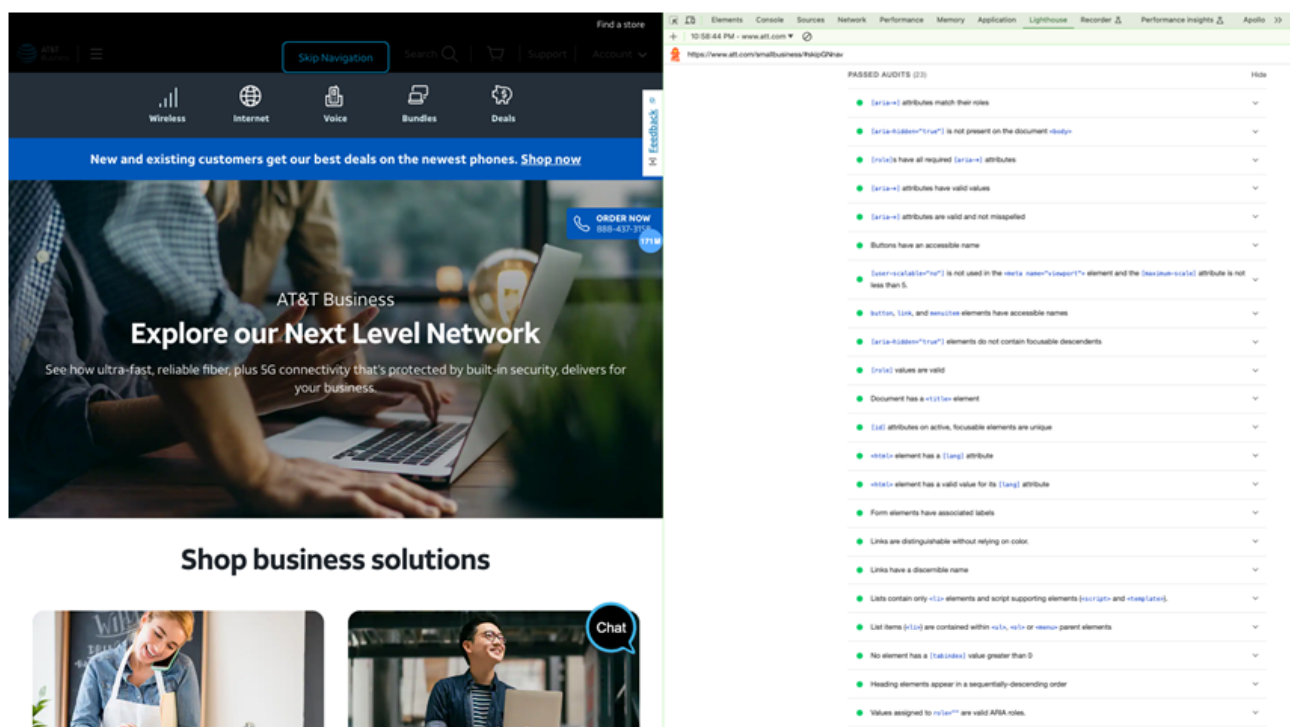 Find a store
AT&T
Business
Skip Navigation
Search
Support
Account
Wireless
Internet
Voice
Bundles
Deals
[+] Feedback
New and existing customers get our best deals on the newest phones. Shop now
ORDER NOW
888-437-3156
171
AT&T Business
Explore our Next Level Network
See how ultra-fast, reliable fiber, plus 5G connectivity that's protected by built-in security, delivers for
your business.
Shop business solutions
Chat
Elements Console Sources Network Performance Memory Application Lighthouse Recorder Performance insights Apollo
10:58:44 PM - www.att.com
https://www.att.com/smallbusiness/#skipGNnav
PASSED AUDITS (23)
Hide
[aria-*] attributes match their roles
[aria-hidden="true"] is not present on the document <body>
[role]s have all required [aria-*] attributes
[aria-*] attributes have valid values
[aria-*] attributes are valid and not misspelled
Buttons have an accessible name
[user-scalable="no"] is not used in the <meta name="viewport"> element and the [maximum-scale] attribute is not
less than 5.
button, link, and menuitem elements have accessible names
[aria-hidden="true"] elements do not contain focusable descendents
[role] values are valid
Document has a <title> element
[id] attributes on active, focusable elements are unique
<html> element has a [lang] attribute
<html> element has a valid value for its [lang] attribute
Form elements have associated labels
Links are distinguishable without relying on color.
Links have a discernible name
Lists contain only <li> elements and script supporting elements (<script> and <template>).
List items (<li>) are contained within <ul>, <ol> or <menu> parent elements
No element has a [tabindex] value greater than 0
Heading elements appear in a sequentially-descending order
Values assigned to role="" are valid ARIA roles.